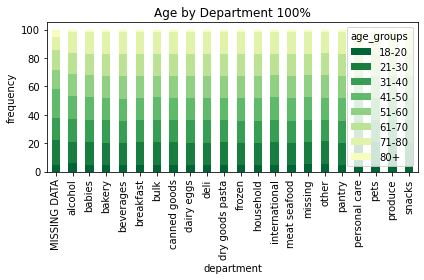 Age by Department 100%
age_groups
18-20
21-30
31-40
41-50
51-60
61-70
71-80
80+
frequency
100
80
60
40
20
0
MISSING DATA
alcohol
babies
bakery
beverages
breakfast
bulk
canned goods
dairy eggs
deli
dry goods pasta
frozen
household
international
meat seafood
missing
other
pantry
personal care
pets
produce
snacks
department